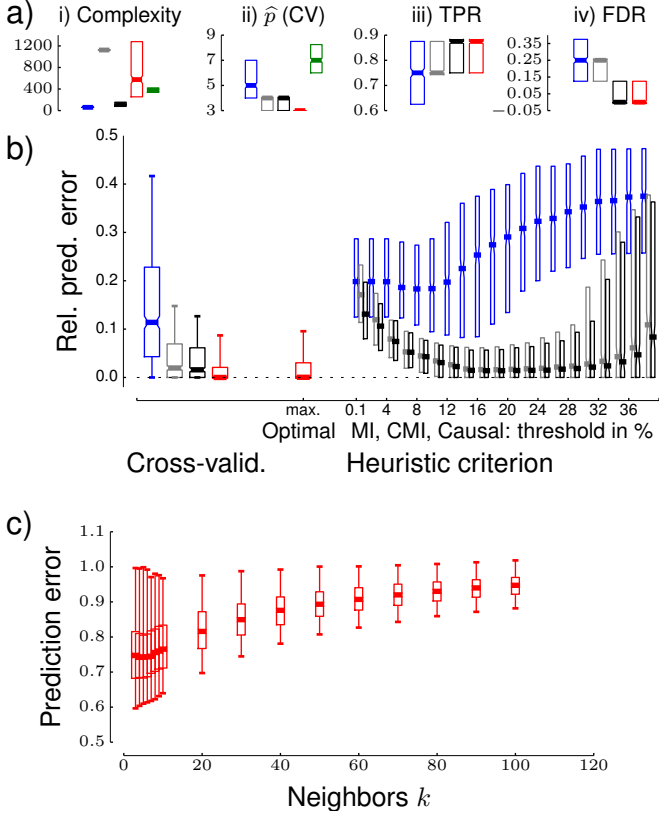 a)
i) Complexity
ii) p̂ (CV)
iii) TPR
iv) FDR
1200
800
400
0
9
7
5
3
0.9
0.8
0.7
0.6
0.35
0.25
0.15
0.05
−0.05
b)
Rel. pred. error
0.5
0.4
0.3
0.2
0.1
0.0
max. 0.1 4 8 12 16 20 24 28 32 36
Optimal MI, CMI, Causal: threshold in %
Cross-valid. Heuristic criterion
c)
Prediction error
1.1
1.0
0.9
0.8
0.7
0.6
0.5
0 20 40 60 80 100 120
Neighbors k